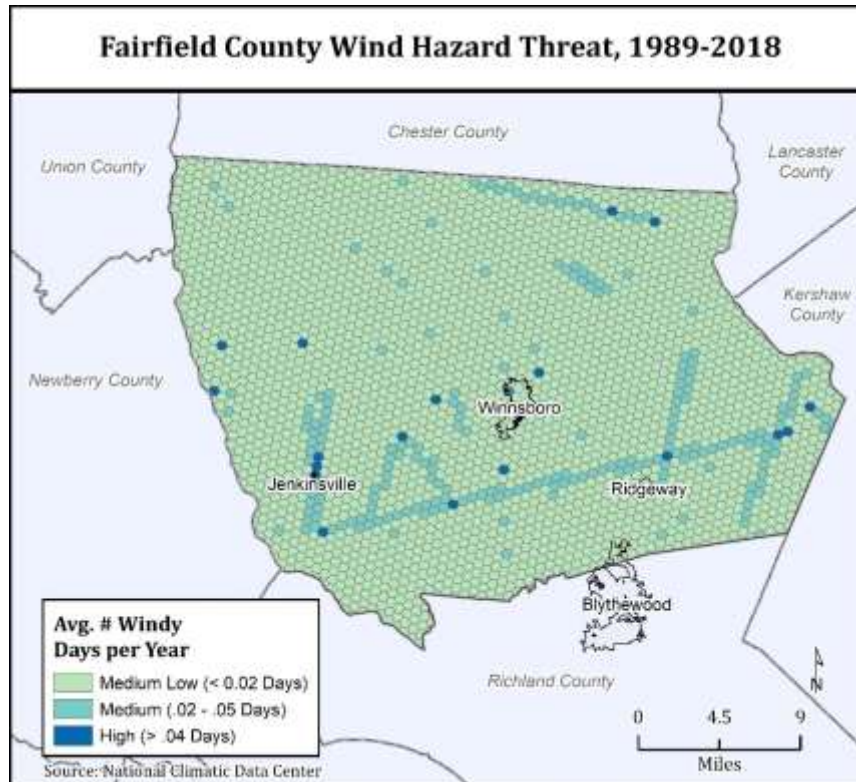 Fairfield County Wind Hazard Threat, 1989-2018
Chester County
Union County
Lancaster
County
Kershaw
County
Newberry County
Winnsboro
Jenkinsville
Ridgeway
Blythewood
Avg. # Windy
Days per Year
Medium Low (< 0.02 Days)
Medium (.02 - .05 Days)
High (> .04 Days)
Richland County
N
0 4.5 9
Miles
Source: National Climatic Data Center